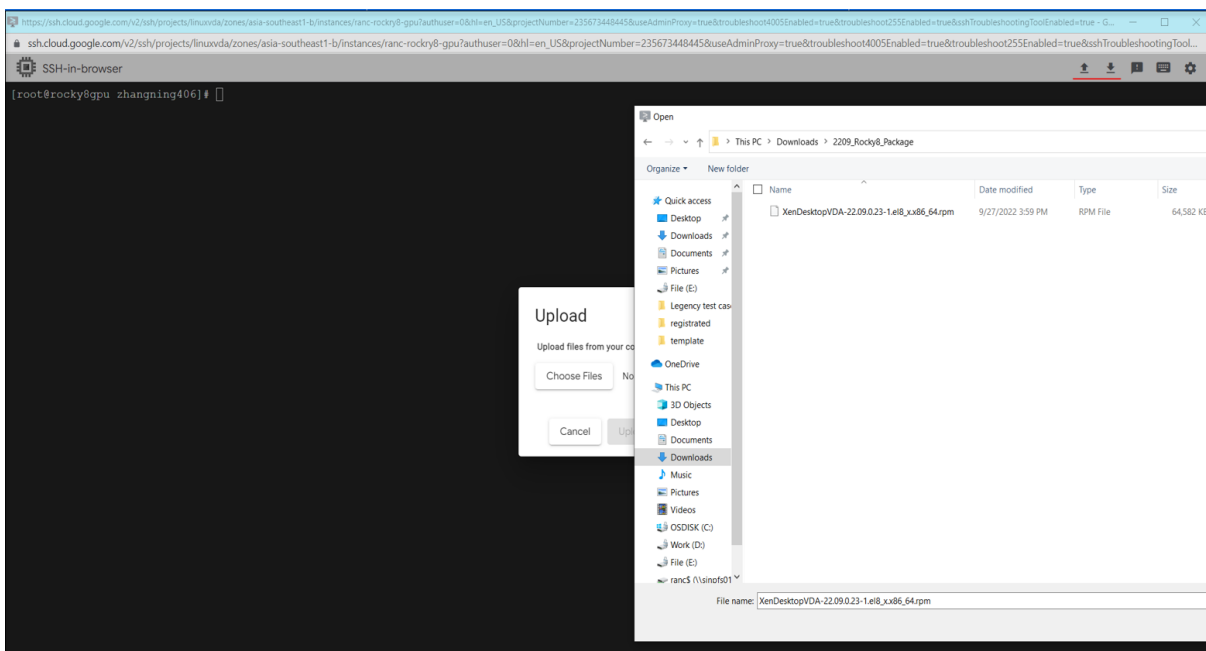 https://ssh.cloud.google.com/v2/ssh/projects/linuxvda/zones/asia-southeast1-b/instances/ranc-rockry8-gpu?authuser=0&hl=en_US&projectNumber=235673448445&useAdminProxy=true&troubleshoot4005Enabled=true&troubleshoot255Enabled=true&sshTroubleshootingToolEnabled=true - G...
ssh.cloud.google.com/v2/ssh/projects/linuxvda/zones/asia-southeast1-b/instances/ranc-rockry8-gpu?authuser=0&hl=en_US&projectNumber=235673448445&useAdminProxy=true&troubleshoot4005Enabled=true&troubleshoot255Enabled=true&sshTroubleshootingTool...
SSH-in-browser
[root@rocky8gpu zhangning406]#
Open
This PC > Downloads > 2209_Rocky8_Package
Organize New folder
Name Date modified Type Size
XenDesktopVDA-22.09.0.23-1.el8_x.x86_64.rpm 9/27/2022 3:59 PM RPM File 64,582 KB
Quick access
Desktop
Downloads
Documents
Pictures
File (E:)
Legency test cas
registrated
template
OneDrive
This PC
3D Objects
Desktop
Documents
Downloads
Music
Pictures
Videos
OSDISK (C:)
Work (D:)
File (E:)
ranc$ (\\sinofs01
Upload
Upload files from your co
Choose Files No
Cancel Upl
File name: XenDesktopVDA-22.09.0.23-1.el8_x.x86_64.rpm